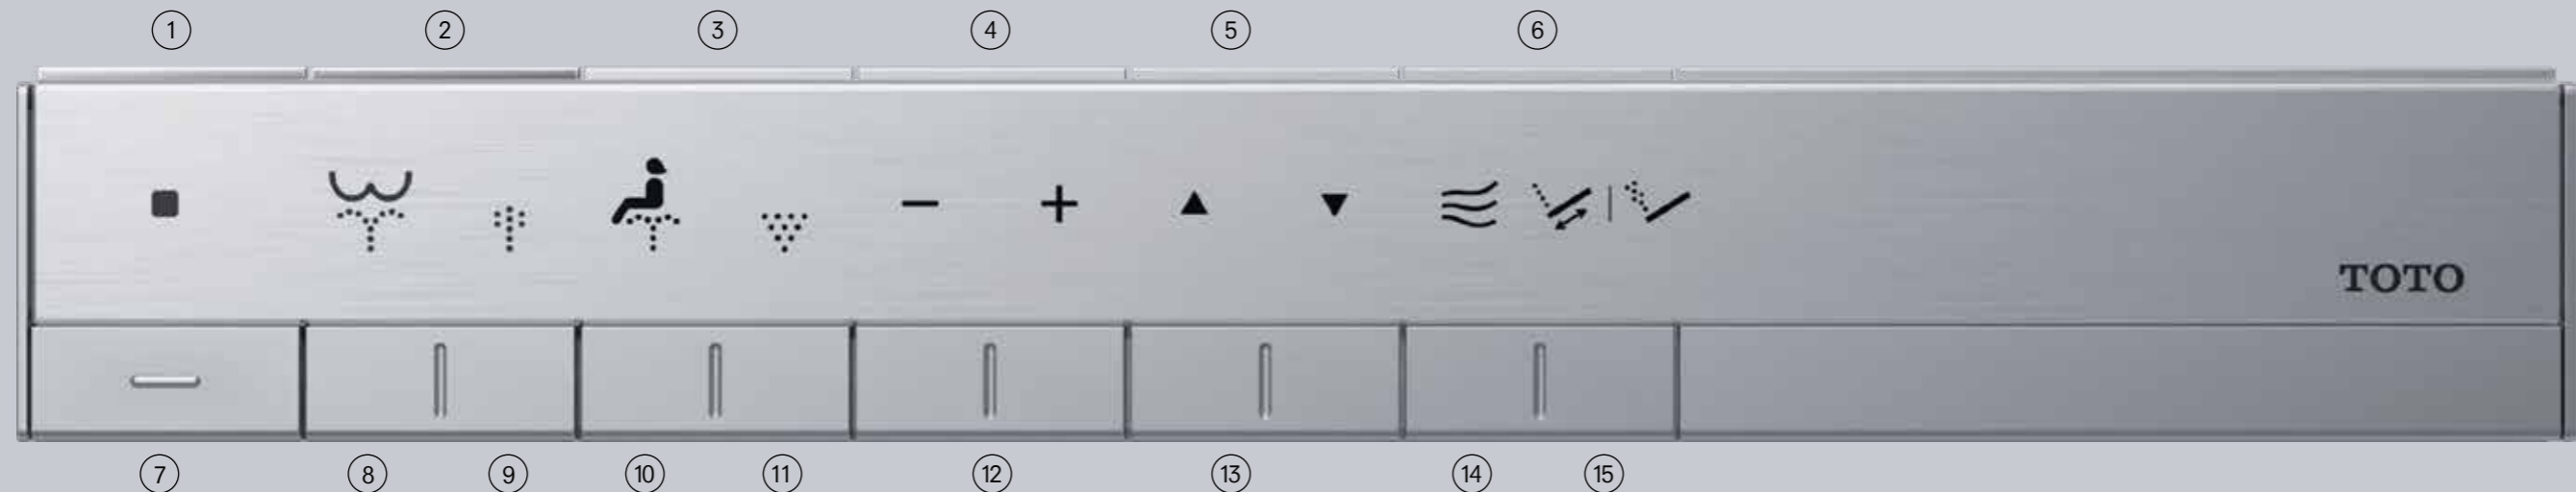 ① ② ③ ④ ⑤ ⑥
− +
TOTO
⑦ ⑧ ⑨ ⑩ ⑪ ⑫ ⑬ ⑭ ⑮